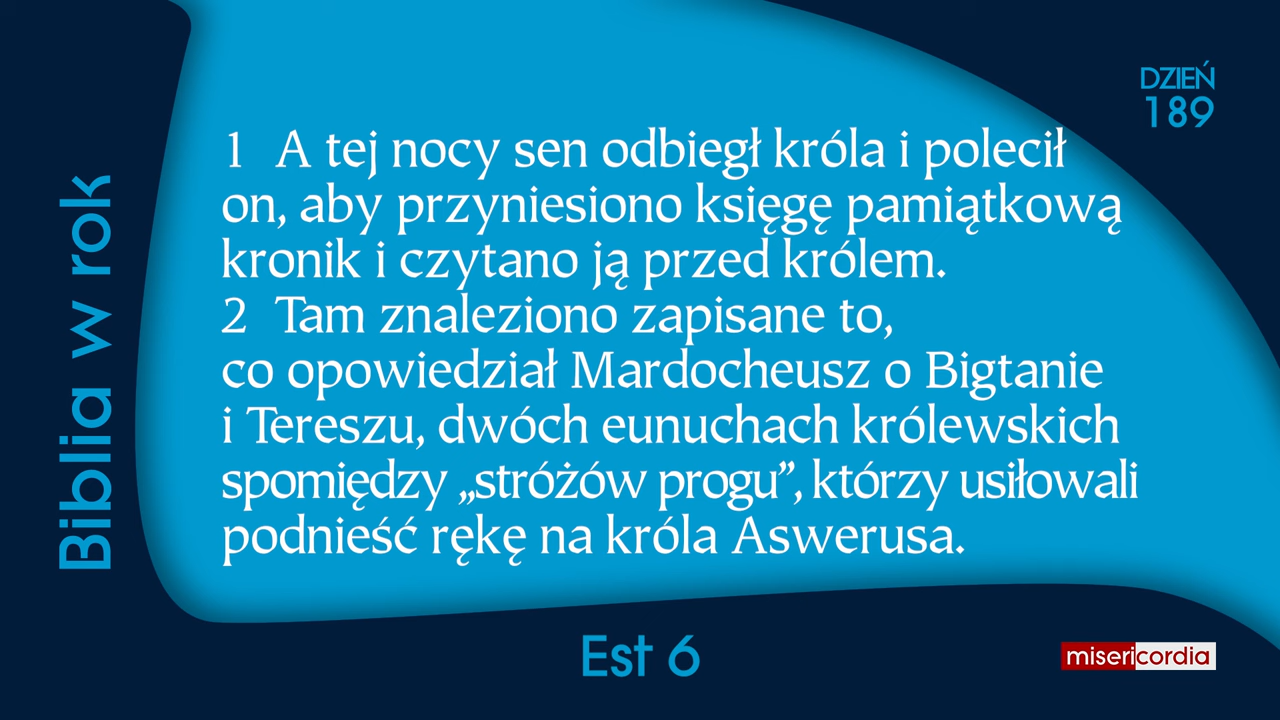 DZIEŃ
189
Biblia w rok
1 A tej nocy sen odbiegł króla i polecił
on, aby przyniesiono księgę pamiątkową
kronik i czytano ją przed królem.
2 Tam znaleziono zapisane to,
co opowiedział Mardocheusz o Bigtanie
i Tereszu, dwóch eunuchach królewskich
spomiędzy „stróżów progu”, którzy usiłowali
podnieść rękę na króla Aswerusa.
Est 6
misericordia